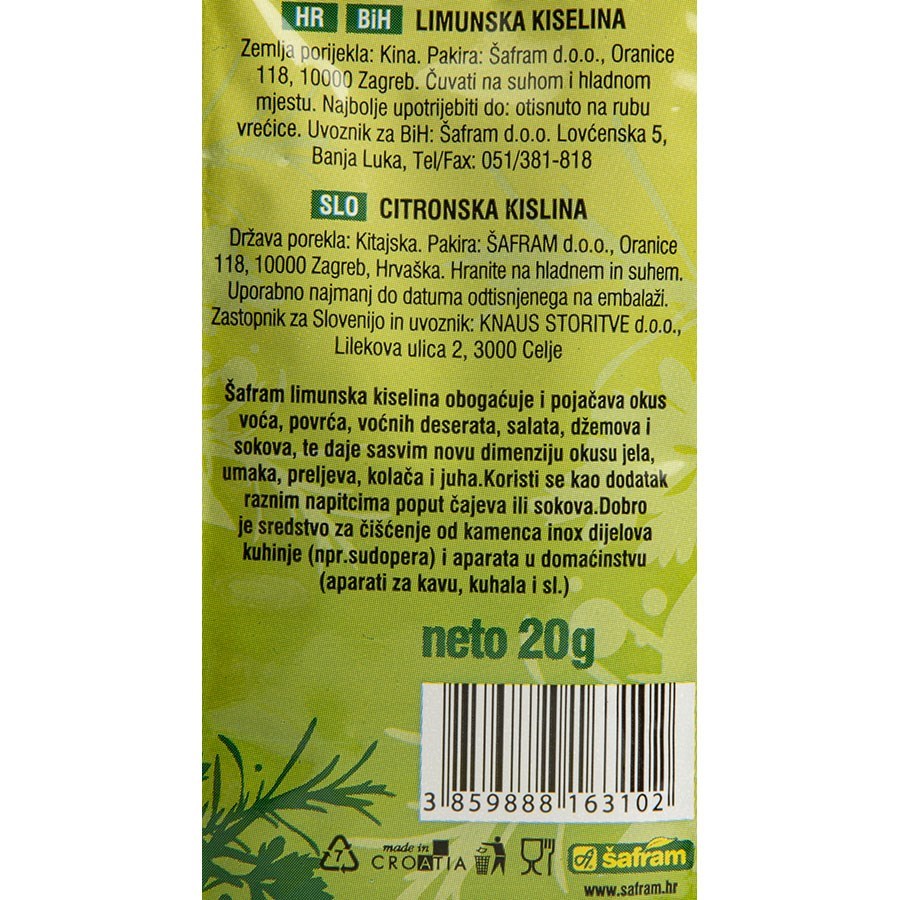 HR BiH LIMUNSKA KISELINA
Zemlja porijekla: Kina. Pakira: Šafram d.o.o., Oranice
118, 10000 Zagreb. Čuvati na suhom i hladnom
mjestu. Najbolje upotrijebiti do: otisnuto na rubu
vrećice. Uvoznik za BiH: Šafram d.o.o. Lovćenska 5,
Banja Luka, Tel/Fax: 051/381-818
SLO CITRONSKA KISLINA
Država porekla: Kitajska. Pakira: ŠAFRAM d.o.o., Oranice
118, 10000 Zagreb, Hrvaška. Hranite na hladnem in suhem.
Uporabno najmanj do datuma odtisnjenega na embalaži.
Zastopnik za Slovenijo in uvoznik: KNAUS STORITVE d.o.o.,
Lilekova ulica 2, 3000 Celje
Šafram limunska kiselina obogaćuje i pojačava okus
voća, povrća, voćnih deserata, salata, džemova i
sokova, te daje sasvim novu dimenziju okusu jela,
umaka, preljeva, kolača i juha.Koristi se kao dodatak
raznim napitcima poput čajeva ili sokova.Dobro
je sredstvo za čišćenje od kamenca inox dijelova
kuhinje (npr.sudopera) i aparata u domaćinstvu
(aparati za kavu, kuhala i sl.)
neto 20g
3 859888 163102
7 made in CROATIA šafram
www.safram.hr